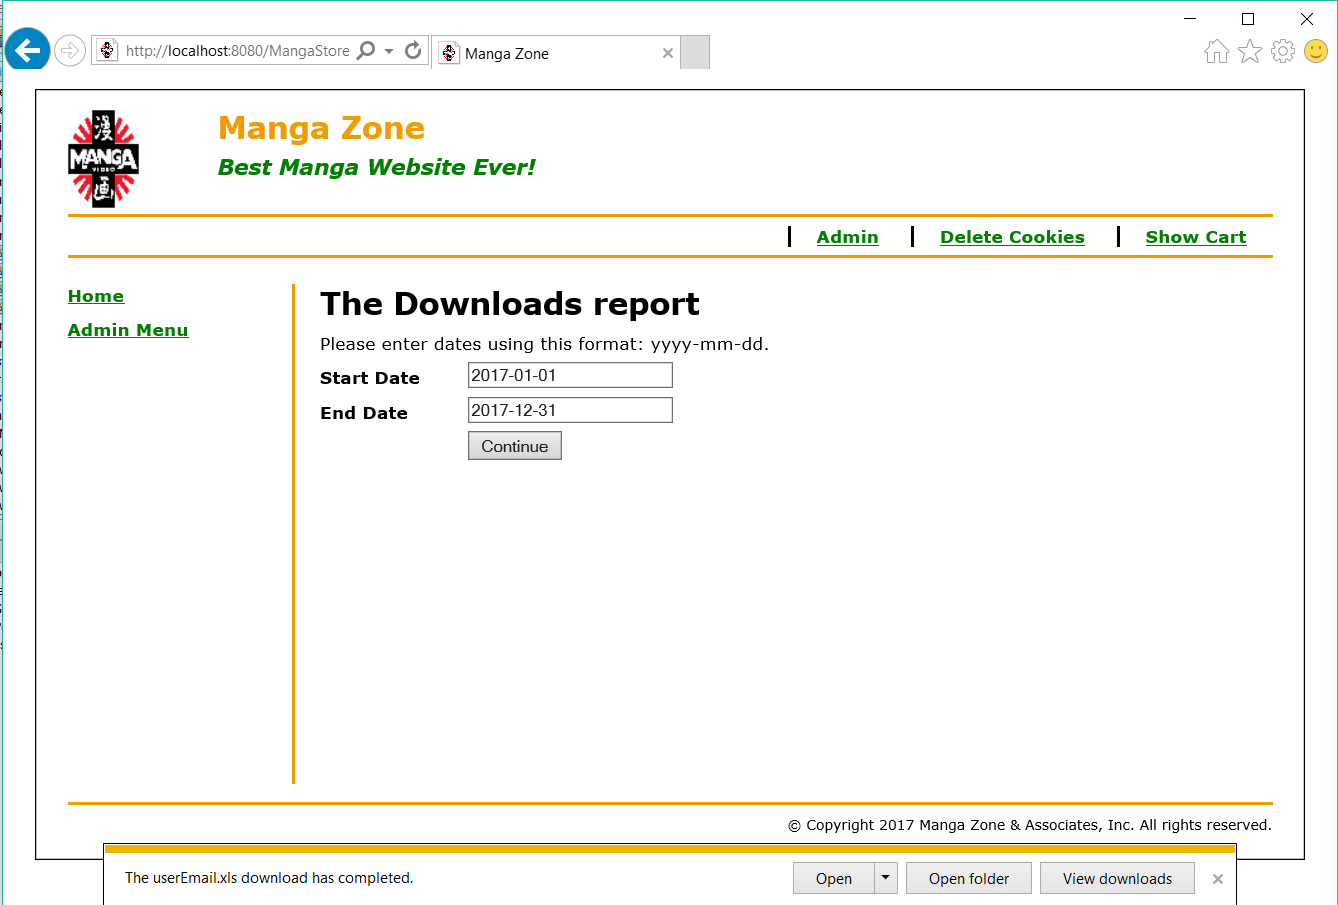 http://localhost:8080/MangaStore
Manga Zone
漫
MANGA
VIDEO
画
Manga Zone
Best Manga Website Ever!
Admin
Delete Cookies
Show Cart
Home
Admin Menu
The Downloads report
Please enter dates using this format: yyyy-mm-dd.
Start Date
2017-01-01
End Date
2017-12-31
Continue
© Copyright 2017 Manga Zone & Associates, Inc. All rights reserved.
The userEmail.xls download has completed.
Open
Open folder
View downloads